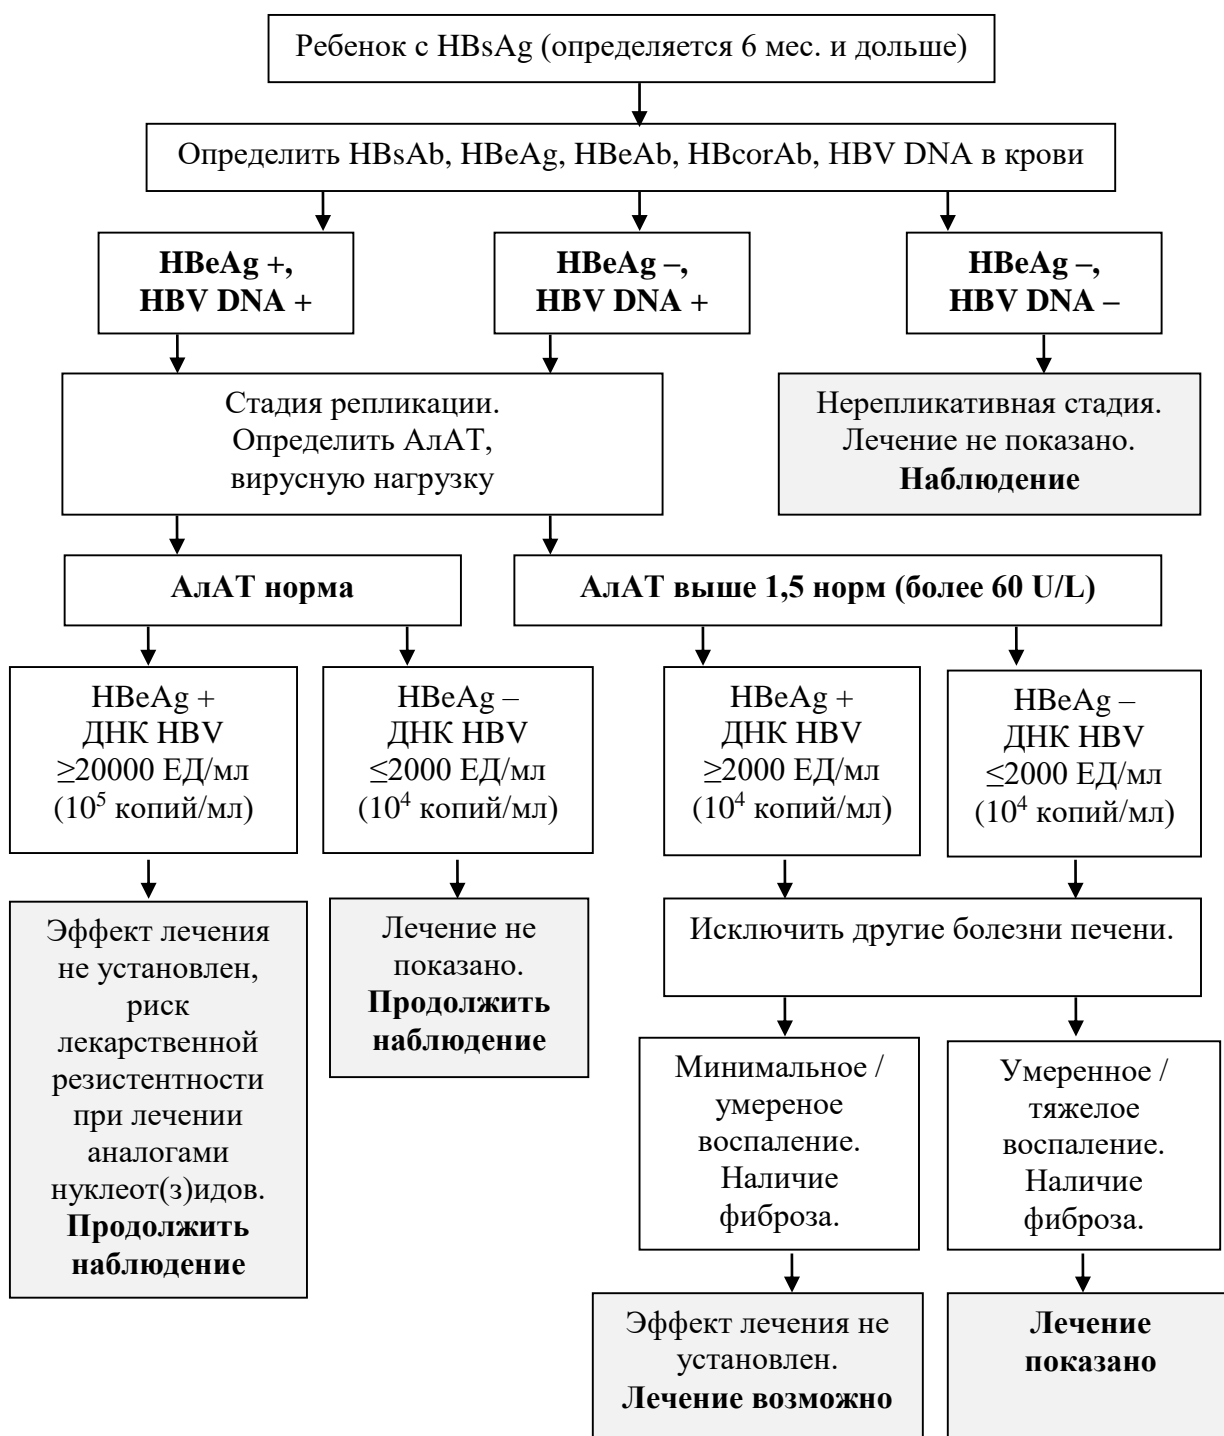 Ребенок с HBsAg (определяется 6 мес. и дольше)
Определить HBsAb, HBeAg, HBeAb, HBcorAb, HBV DNA в крови
HBeAg +,
HBV DNA +
HBeAg –,
HBV DNA +
HBeAg –,
HBV DNA –
Стадия репликации.
Определить АлАТ,
вирусную нагрузку
Нерепликативная стадия.
Лечение не показано.
Наблюдение
АлАТ норма
АлАТ выше 1,5 норм (более 60 U/L)
HBeAg +
ДНК HBV
≥20000 ЕД/мл
(10⁵ копий/мл)
HBeAg –
ДНК HBV
≤2000 ЕД/мл
(10⁴ копий/мл)
HBeAg +
ДНК HBV
≥2000 ЕД/мл
(10⁴ копий/мл)
HBeAg –
ДНК HBV
≤2000 ЕД/мл
(10⁴ копий/мл)
Эффект лечения
не установлен,
риск
лекарственной
резистентности
при лечении
аналогами
нуклеот(з)идов.
Продолжить
наблюдение
Лечение не
показано.
Продолжить
наблюдение
Исключить другие болезни печени.
Минимальное /
умереное
воспаление.
Наличие
фиброза.
Умеренное /
тяжелое
воспаление.
Наличие
фиброза.
Эффект лечения не
установлен.
Лечение возможно
Лечение
показано